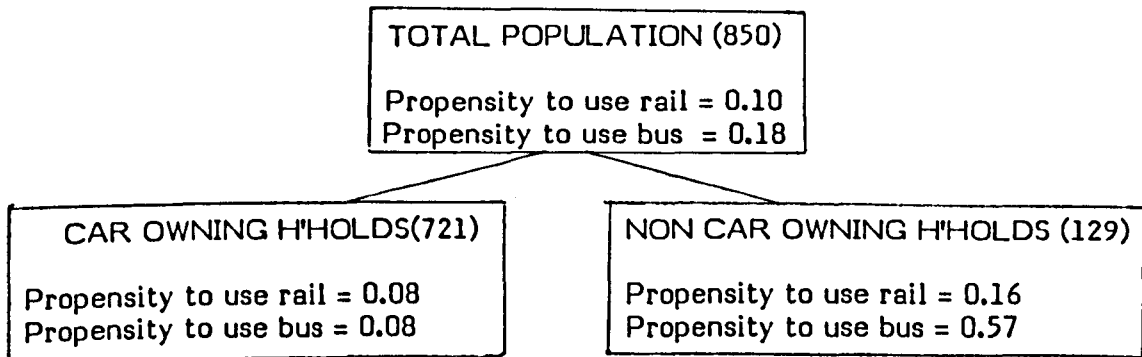 TOTAL POPULATION (850)
Propensity to use rail = 0.10
Propensity to use bus = 0.18
CAR OWNING H'HOLDS(721)
Propensity to use rail = 0.08
Propensity to use bus = 0.08
NON CAR OWNING H'HOLDS (129)
Propensity to use rail = 0.16
Propensity to use bus = 0.57